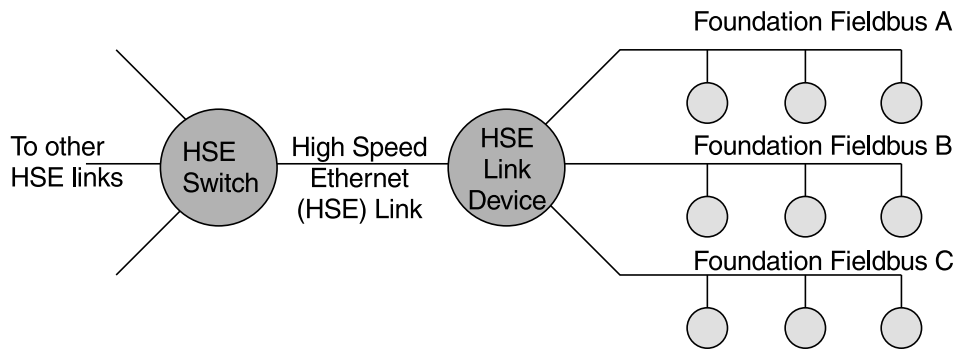 To other
HSE links
HSE
Switch
High Speed
Ethernet
(HSE) Link
HSE
Link
Device
Foundation Fieldbus A
Foundation Fieldbus B
Foundation Fieldbus C